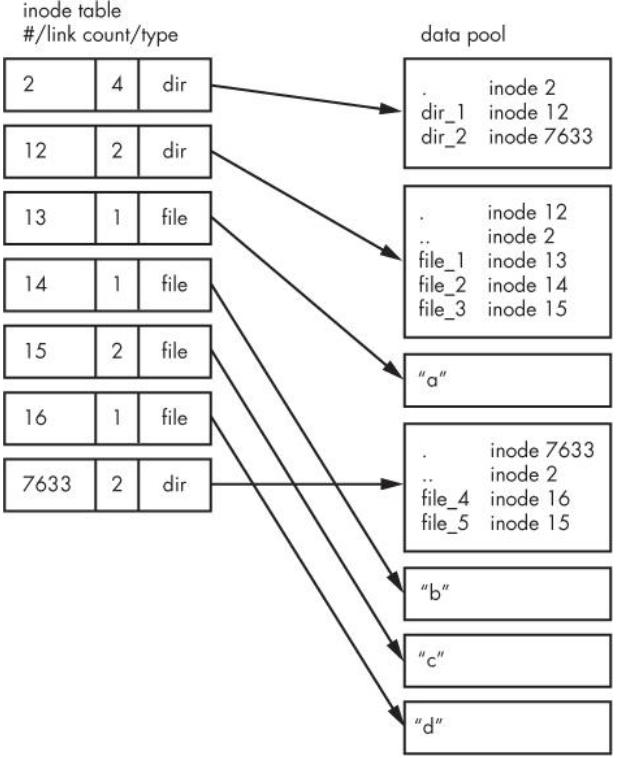 inode table
#/link count/type
2 4 dir
12 2 dir
13 1 file
14 1 file
15 2 file
16 1 file
7633 2 dir
data pool
. inode 2
dir_1 inode 12
dir_2 inode 7633
. inode 12
.. inode 2
file_1 inode 13
file_2 inode 14
file_3 inode 15
“a”
. inode 7633
.. inode 2
file_4 inode 16
file_5 inode 15
“b”
“c”
“d”